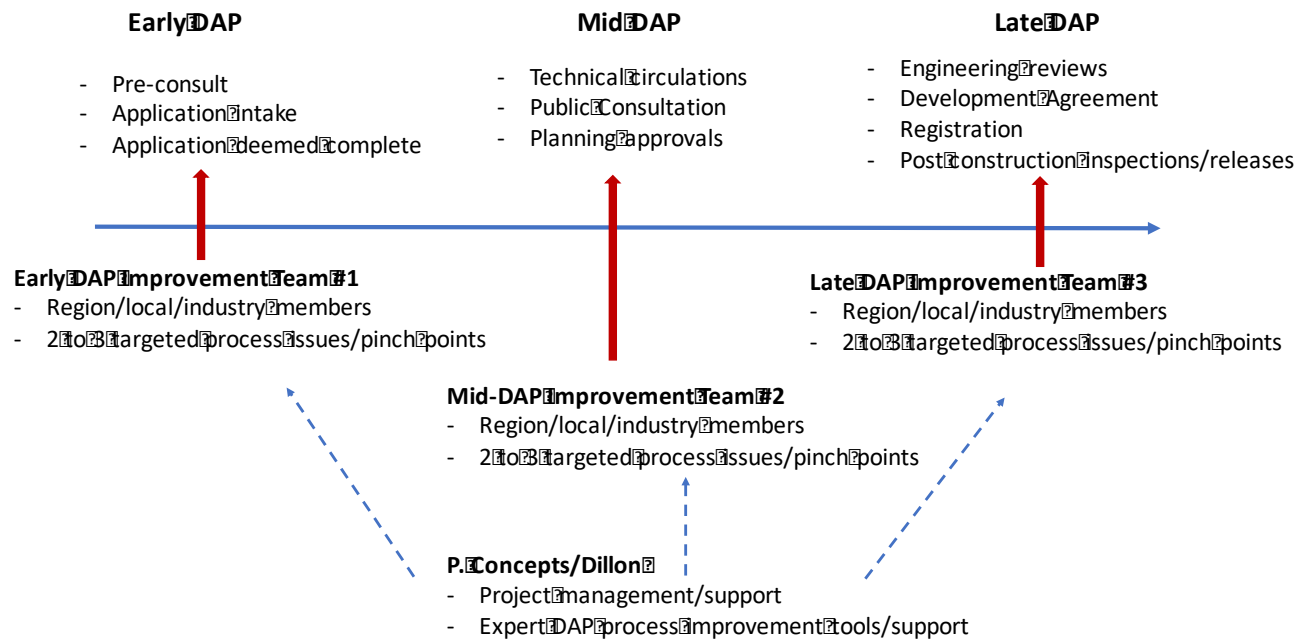 Early DAP
- Pre-consult
- Application intake
- Application deemed complete
Mid DAP
- Technical circulations
- Public Consultation
- Planning approvals
Late DAP
- Engineering reviews
- Development Agreement
- Registration
- Post construction inspections/releases
Early DAP Improvement Team #1
- Region/local/industry members
- 2 to 3 targeted process issues/pinch points
Mid-DAP Improvement Team #2
- Region/local/industry members
- 2 to 3 targeted process issues/pinch points
Late DAP Improvement Team #3
- Region/local/industry members
- 2 to 3 targeted process issues/pinch points
P. Concepts/Dillon
- Project management/support
- Expert DAP process improvement tools/support